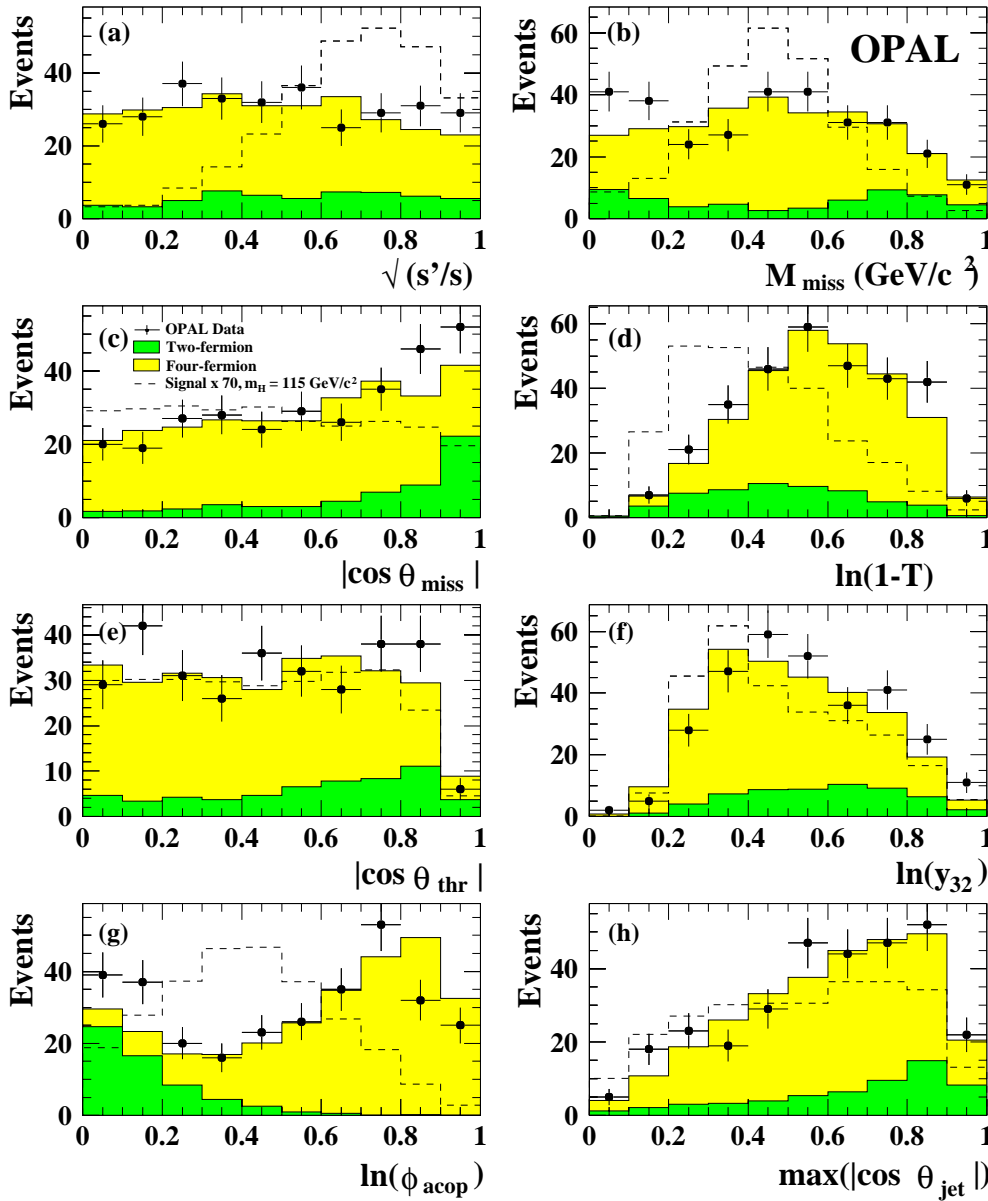 (a)
Events
40
20
0
0 0.2 0.4 0.6 0.8 1
√(s’/s)
(b)
OPAL
Events
60
40
20
0
0 0.2 0.4 0.6 0.8 1
M miss (GeV/c 2)
(c)
OPAL Data
Two-fermion
Four-fermion
Signal x 70, mH = 115 GeV/c²
Events
40
20
0
0 0.2 0.4 0.6 0.8 1
|cos θ miss |
(d)
Events
60
40
20
0
0 0.2 0.4 0.6 0.8 1
ln(1-T)
(e)
Events
40
30
20
10
0
0 0.2 0.4 0.6 0.8 1
|cos θ thr |
(f)
Events
60
40
20
0
0 0.2 0.4 0.6 0.8 1
ln(y32)
(g)
Events
40
20
0
0 0.2 0.4 0.6 0.8 1
ln(ϕ acop)
(h)
Events
40
20
0
0 0.2 0.4 0.6 0.8 1
max(|cos θ jet|)